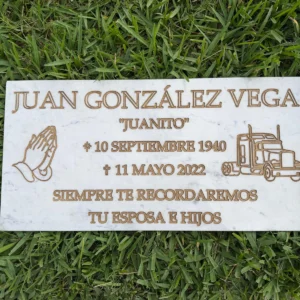 JUAN GONZÁLEZ VEGA
"JUANITO"
✝ 10 SEPTIEMBRE 1940
✝ 11 MAYO 2022
SIEMPRE TE RECORDAREMOS
TU ESPOSA E HIJOS